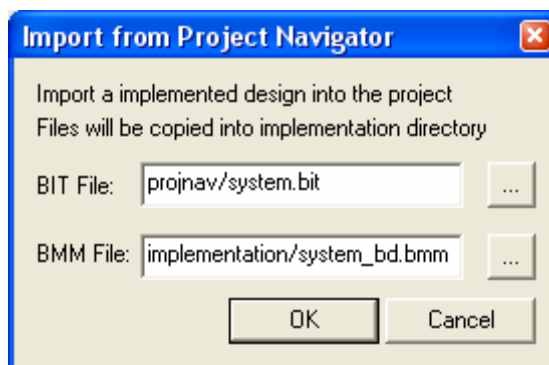 Import from Project Navigator
Import a implemented design into the project
Files will be copied into implementation directory
BIT File: projnav/system.bit ...
BMM File: implementation/system_bd.bmm ...
OK Cancel